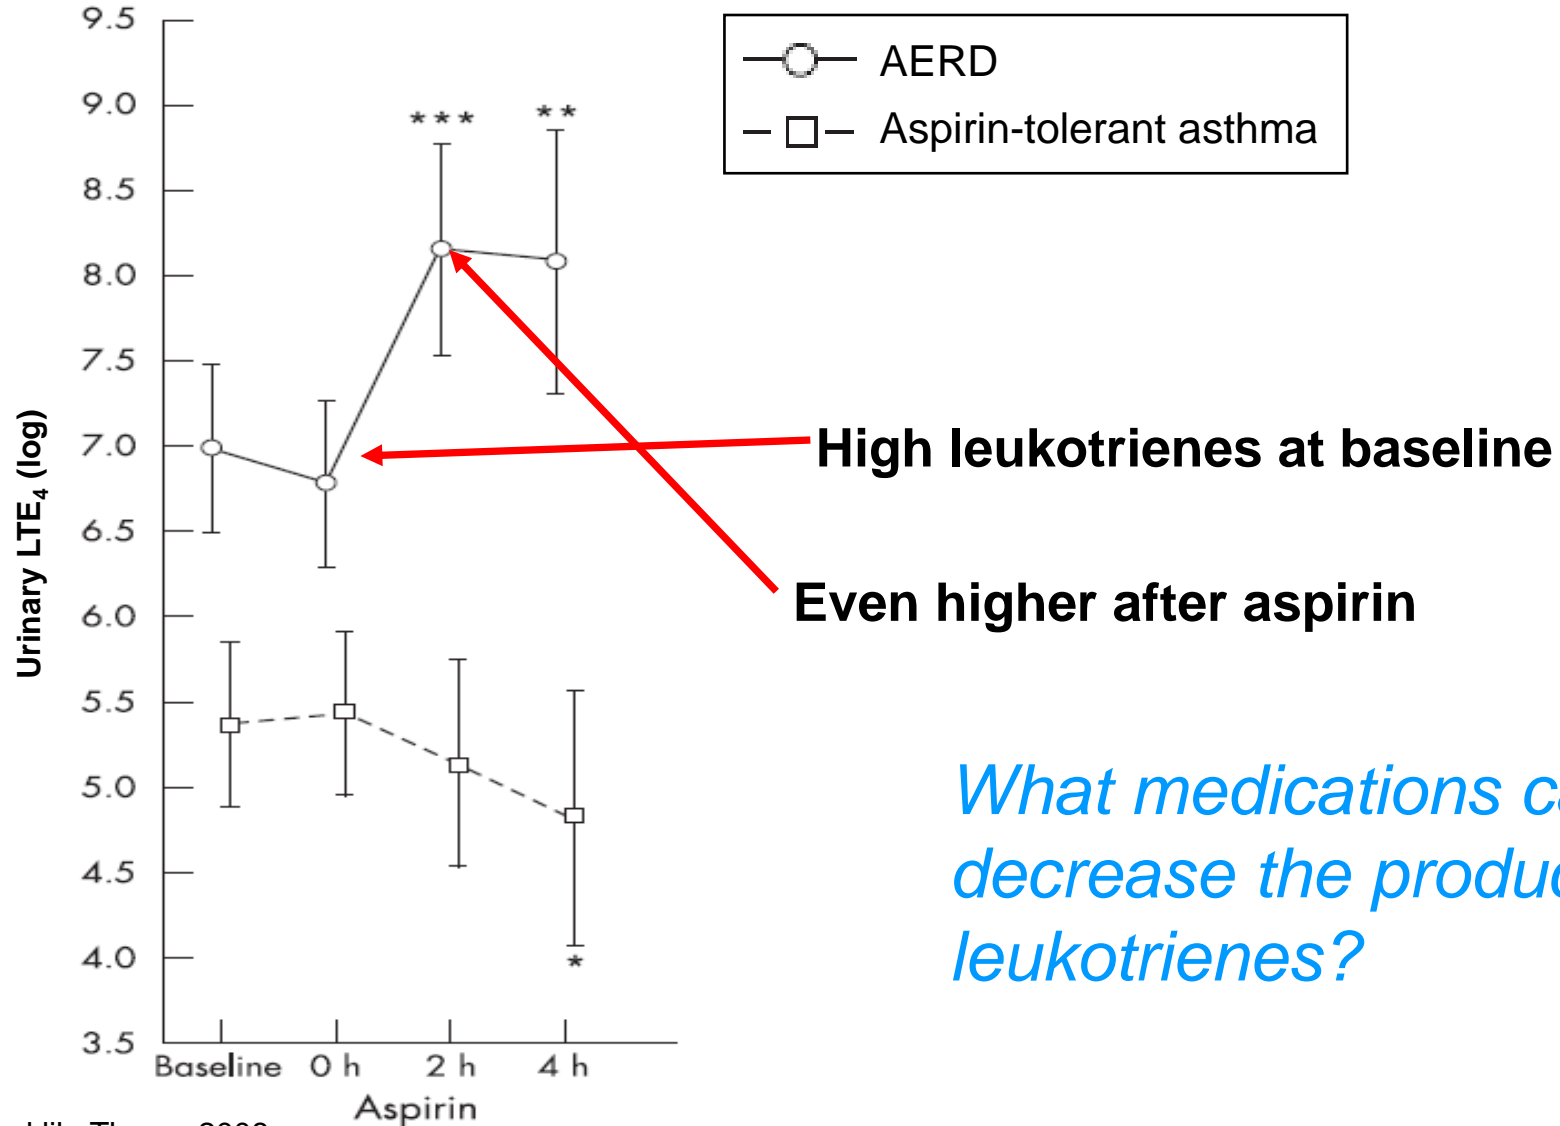 9.5
9.0
8.5
8.0
7.5
7.0
6.5
6.0
5.5
5.0
4.5
4.0
3.5
Urinary LTE₄ (log)
*** **
*
Baseline 0 h 2 h 4 h
Aspirin
AERD
Aspirin-tolerant asthma
High leukotrienes at baseline
Even higher after aspirin
What medications
decrease the
leukotrienes?